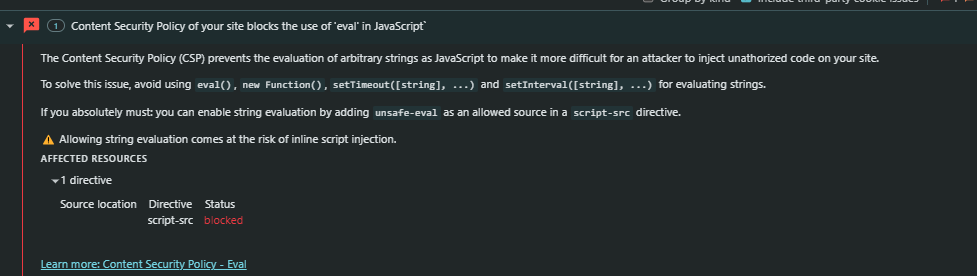 Group by kind Include third-party cookie issues
1 Content Security Policy of your site blocks the use of 'eval' in JavaScript`
The Content Security Policy (CSP) prevents the evaluation of arbitrary strings as JavaScript to make it more difficult for an attacker to inject unathorized code on your site.
To solve this issue, avoid using eval(), new Function(), setTimeout([string], ...) and setInterval([string], ...) for evaluating strings.
If you absolutely must: you can enable string evaluation by adding unsafe-eval as an allowed source in a script-src directive.
Allowing string evaluation comes at the risk of inline script injection.
AFFECTED RESOURCES
1 directive
Source location Directive Status
script-src blocked
Learn more: Content Security Policy - Eval